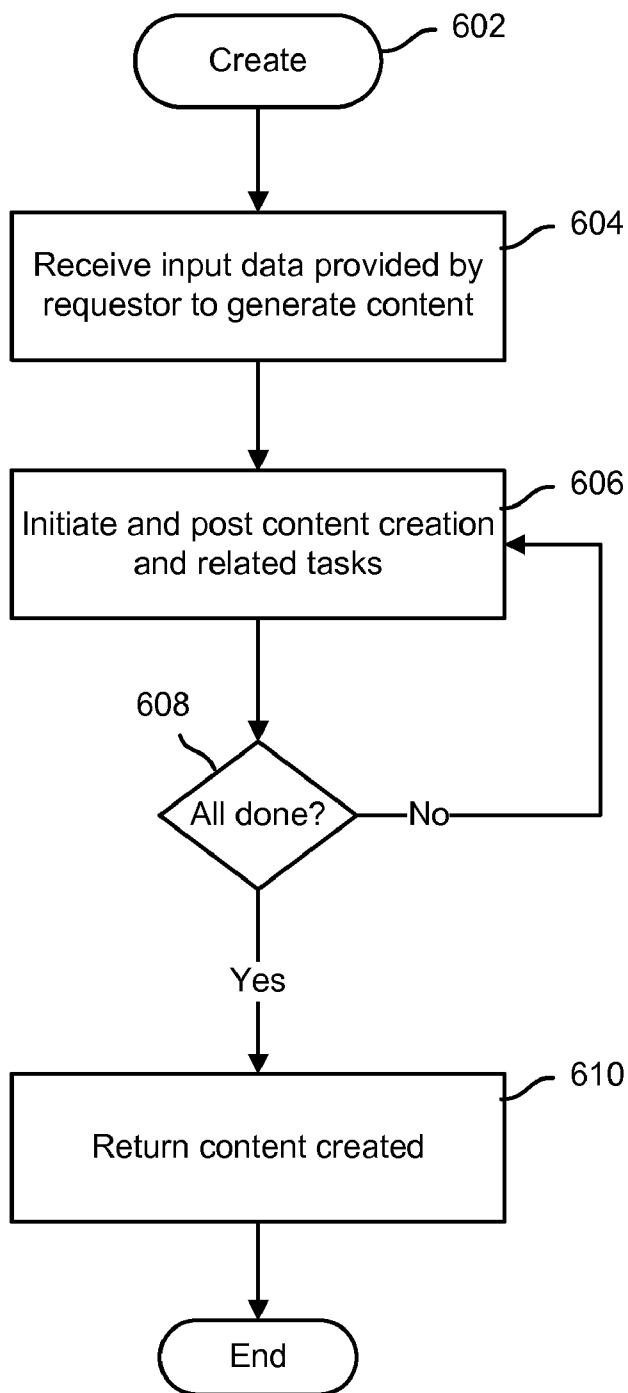 Create
602
604
Receive input data provided by
requestor to generate content
606
Initiate and post content creation
and related tasks
608
All done?
No
Yes
610
Return content created
End